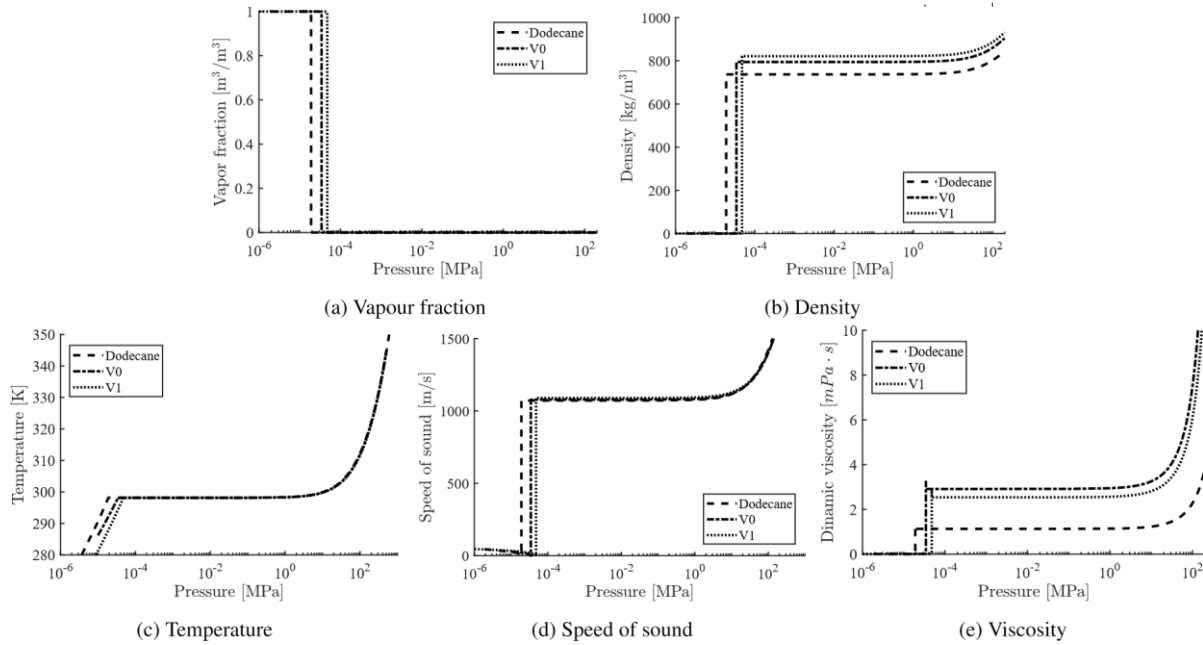 1
0.8
0.6
0.4
0.2
0
Vapor fraction [m³/m³]
Dodecane
V0
V1
10⁻⁶ 10⁻⁴ 10⁻² 10⁰ 10²
Pressure [MPa]
(a) Vapour fraction
1000
800
600
400
200
0
Density [kg/m³]
Dodecane
V0
V1
10⁻⁶ 10⁻⁴ 10⁻² 10⁰ 10²
Pressure [MPa]
(b) Density
350
340
330
320
310
300
290
280
Temperature [K]
Dodecane
V0
V1
10⁻⁶ 10⁻⁴ 10⁻² 10⁰ 10²
Pressure [MPa]
(c) Temperature
1500
1000
500
0
Speed of sound [m/s]
Dodecane
V0
V1
10⁻⁶ 10⁻⁴ 10⁻² 10⁰ 10²
Pressure [MPa]
(d) Speed of sound
10
8
6
4
2
0
Dinamic viscosity [mPa · s]
Dodecane
V0
V1
10⁻⁶ 10⁻⁴ 10⁻² 10⁰ 10²
Pressure [MPa]
(e) Viscosity